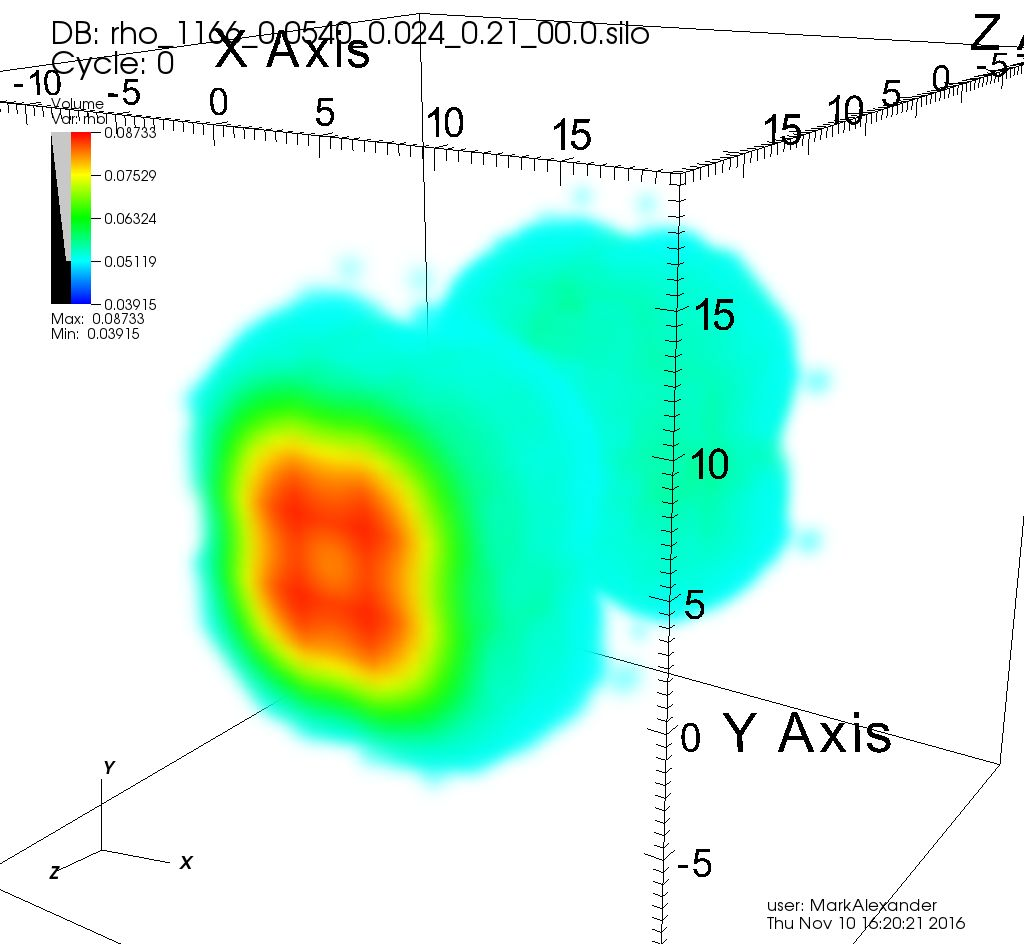 DB: rho_1166_0.0540_0.024_0.21_00.0.silo
Cycle: 0
X Axis
Z A
-10 -5 0 5 10 15
15 10 5 0 -5
Volume
Var: rho
0.08733
0.07529
0.06324
0.05119
0.03915
Max: 0.08733
Min: 0.03915
15
10
5
0 Y Axis
-5
Y
Z
X
user: MarkAlexander
Thu Nov 10 16:20:21 2016